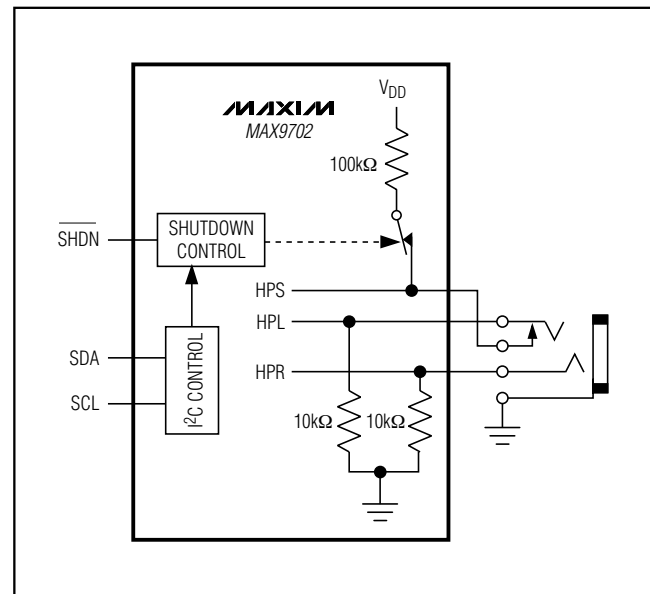 VDD
MAXIM
MAX9702
100kΩ
SHDN
SHUTDOWN
CONTROL
HPS
HPL
SDA
I²C CONTROL
HPR
SCL
10kΩ
10kΩ